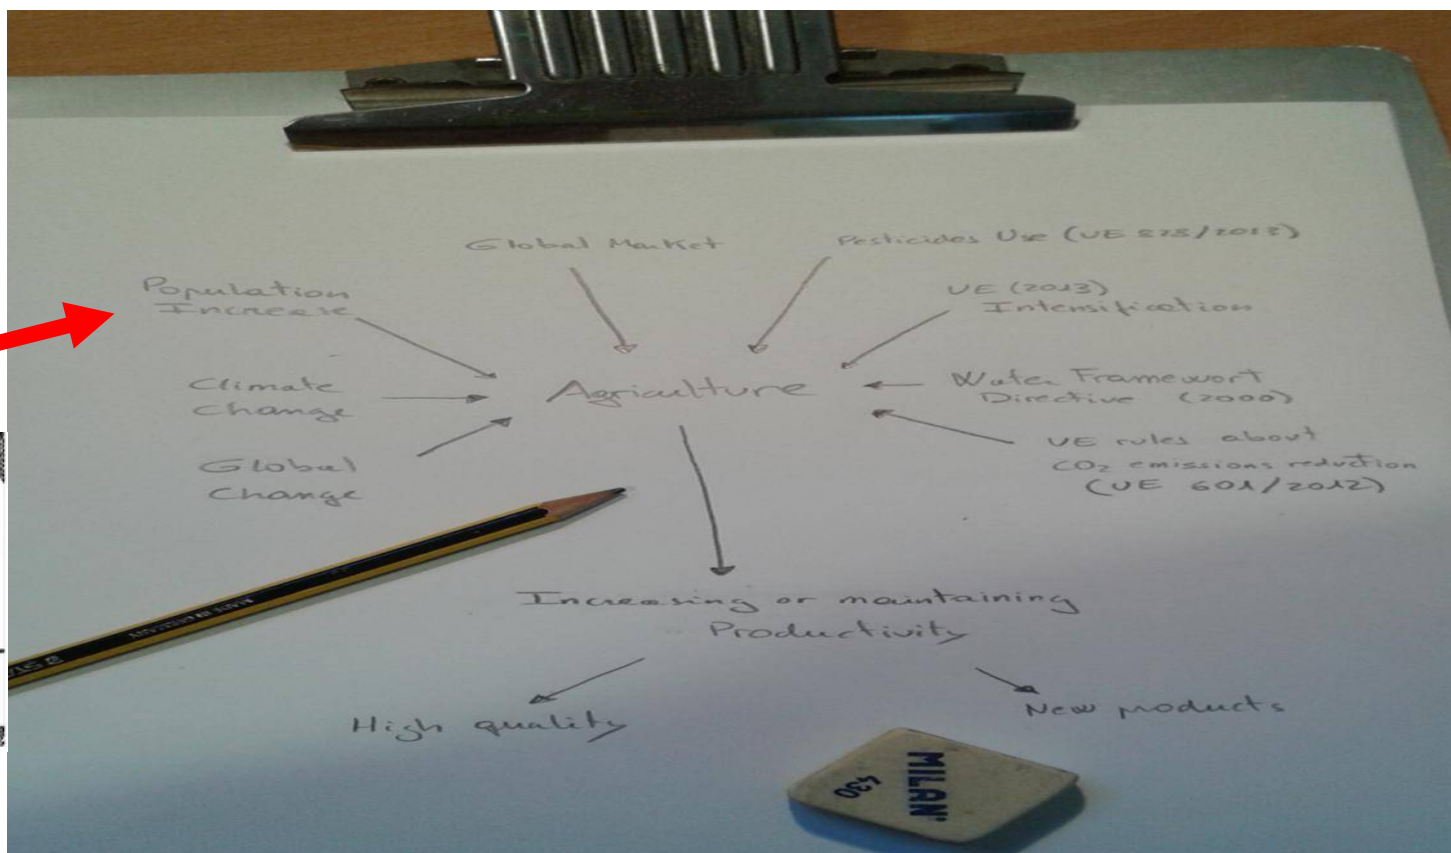 Global Market
Pesticides Use (UE 528/2013)
Population
Increase
UE (2013)
Intensification
Climate
Change
Agriculture
Water Framewort
Directive (2000)
Global
Change
UE rules about
CO2 emissions reduction
(UE 601/2012)
Increasing or maintaining
Productivity
High quality
New products
MILAN
430